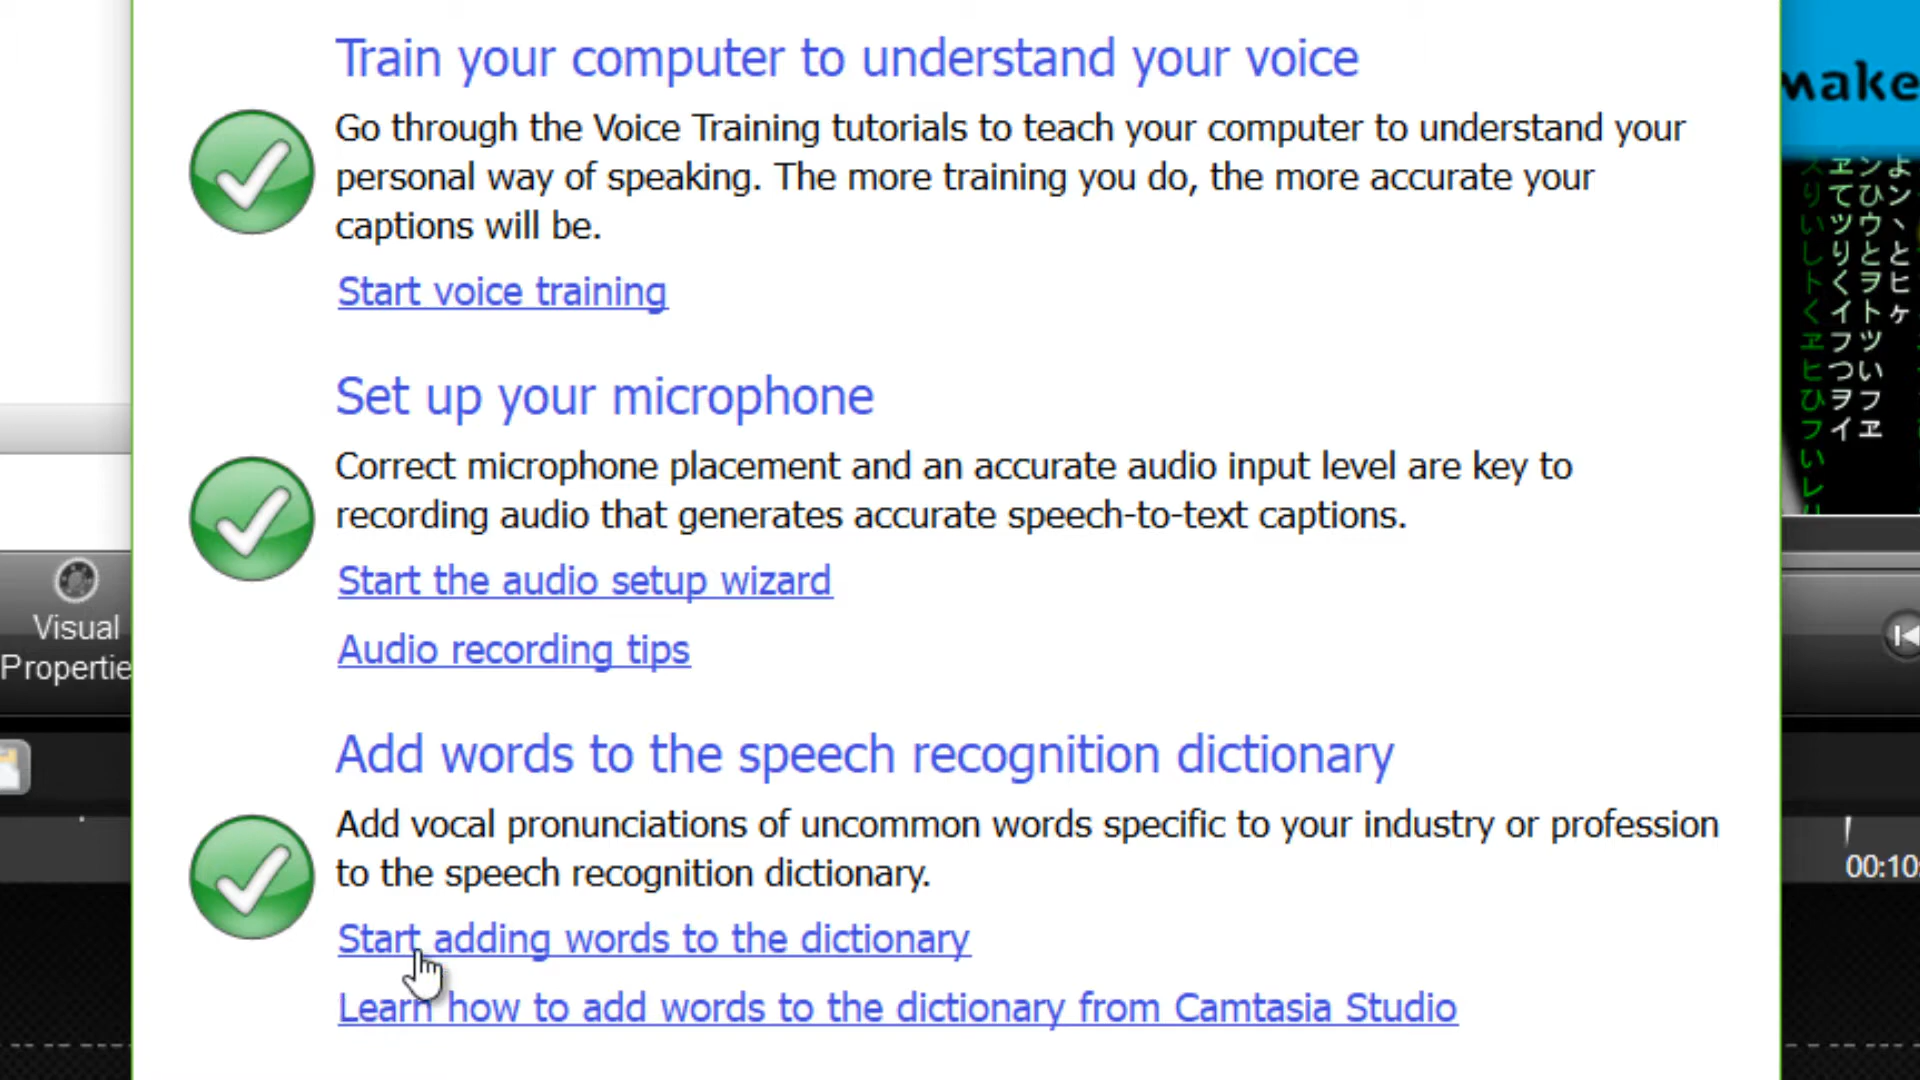 Train your computer to understand your voice
Go through the Voice Training tutorials to teach your computer to understand your
personal way of speaking. The more training you do, the more accurate your
captions will be.
Start voice training
Set up your microphone
Correct microphone placement and an accurate audio input level are key to
recording audio that generates accurate speech-to-text captions.
Start the audio setup wizard
Audio recording tips
Add words to the speech recognition dictionary
Add vocal pronunciations of uncommon words specific to your industry or profession
to the speech recognition dictionary.
Start adding words to the dictionary
Learn how to add words to the dictionary from Camtasia Studio
Visual
Propertie
make
00:10: